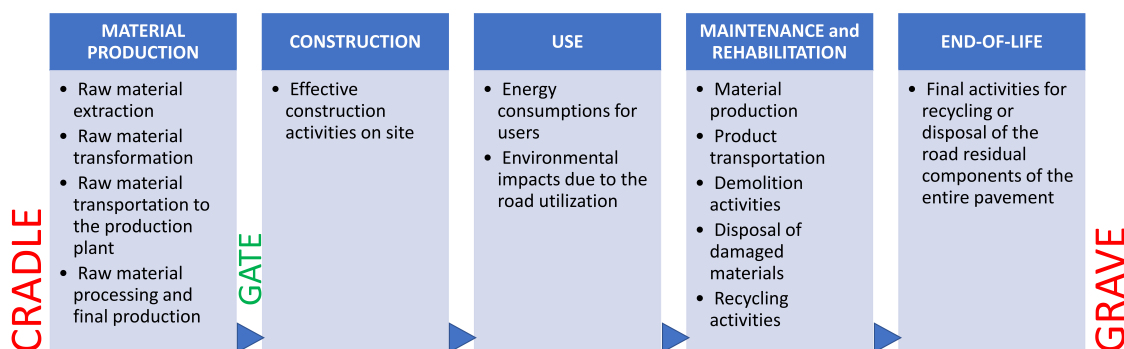 CRADLE
MATERIAL
PRODUCTION
• Raw material
extraction
• Raw material
transformation
• Raw material
transportation to
the production
plant
• Raw material
processing and
final production
GATE
CONSTRUCTION
• Effective
construction
activities on site
USE
• Energy
consumptions for
users
• Environmental
impacts due to the
road utilization
MAINTENANCE and
REHABILITATION
• Material
production
• Product
transportation
• Demolition
activities
• Disposal of
damaged
materials
• Recycling
activities
END-OF-LIFE
• Final activities for
recycling or
disposal of the
road residual
components of the
entire pavement
GRAVE